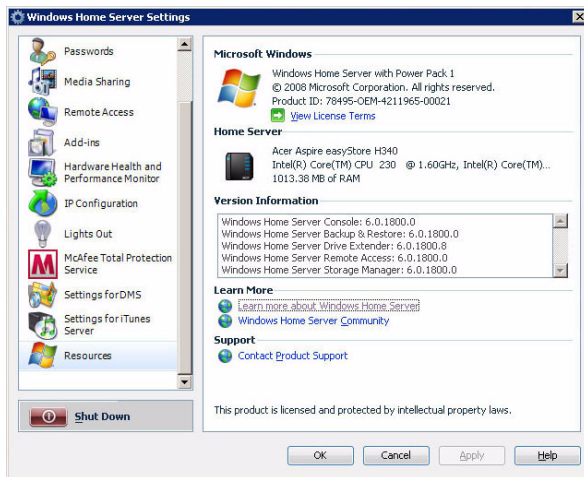 Windows Home Server Settings
Passwords
Media Sharing
Remote Access
Add-ins
Hardware Health and
Performance Monitor
IP Configuration
Lights Out
McAfee Total Protection
Service
Settings for DMS
Settings for iTunes
Server
Resources
Shut Down
Microsoft Windows
Windows Home Server with Power Pack 1
© 2008 Microsoft Corporation. All rights reserved.
Product ID: 78495-OEM-4211965-00021
View License Terms
Home Server
Acer Aspire easyStore H340
Intel(R) Core(TM) CPU 230 @ 1.60GHz, Intel(R) Core(TM)...
1013.38 MB of RAM
Version Information
Windows Home Server Console: 6.0.1800.0
Windows Home Server Backup & Restore: 6.0.1800.0
Windows Home Server Drive Extender: 6.0.1800.8
Windows Home Server Remote Access: 6.0.1800.0
Windows Home Server Storage Manager: 6.0.1800.0
Learn More
Learn more about Windows Home Server
Windows Home Server Community
Support
Contact Product Support
This product is licensed and protected by intellectual property laws.
OK
Cancel
Apply
Help